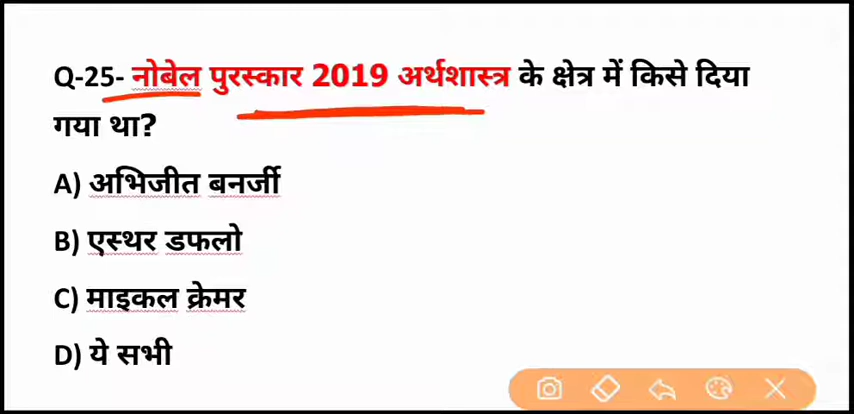 Q-25- नोबेल पुरस्कार 2019 अर्थशास्त्र के क्षेत्र में किसे दिया
गया था?
A) अभिजीत बनर्जी
B) एस्थर डफलो
C) माइकल क्रेमर
D) ये सभी